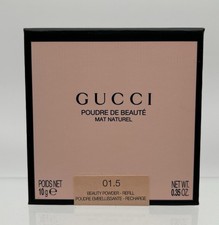 GUCCI
POUDRE DE BEAUTÉ
MAT NATUREL
01.5
POIDS NET
10g e
BEAUTY POWDER - REFILL
POUDRE EMBELLISSANTE - RECHARGE
NET WT.
0.35 OZ.